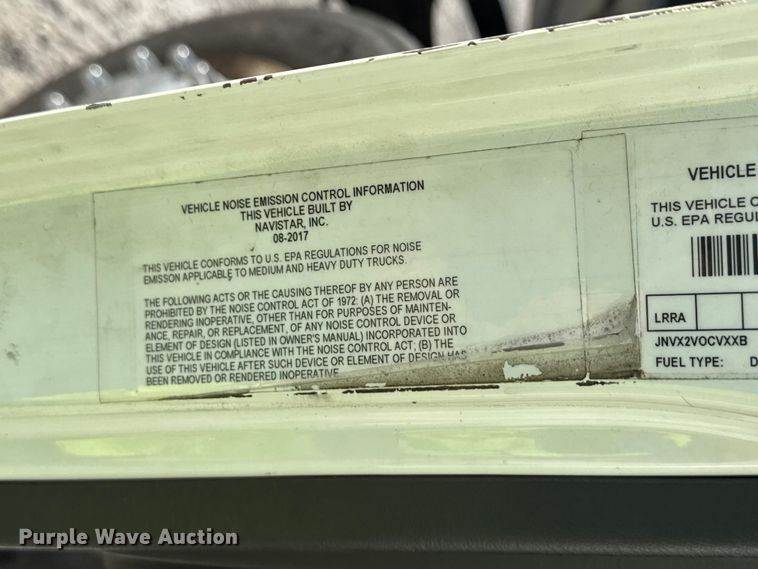 VEHICLE NOISE EMISSION CONTROL INFORMATION
THIS VEHICLE BUILT BY
NAVISTAR, INC.
08-2017
THIS VEHICLE CONFORMS TO U.S. EPA REGULATIONS FOR NOISE
EMISSON APPLICABLE TO MEDIUM AND HEAVY DUTY TRUCKS.
THE FOLLOWING ACTS OR THE CAUSING THEREOF BY ANY PERSON ARE
PROHIBITED BY THE NOISE CONTROL ACT OF 1972: (A) THE REMOVAL OR
RENDERING INOPERATIVE, OTHER THAN FOR PURPOSES OF MAINTEN-
ANCE, REPAIR, OR REPLACEMENT, OF ANY NOISE CONTROL DEVICE OR
ELEMENT OF DESIGN (LISTED IN OWNER'S MANUAL) INCORPORATED INTO
THIS VEHICLE IN COMPLIANCE WITH THE NOISE CONTROL ACT; (B) THE
USE OF THIS VEHICLE AFTER SUCH DEVICE OR ELEMENT OF DESIGN HAS
BEEN REMOVED OR RENDERED INOPERATIVE
VEHICLE
THIS VEHICLE C
U.S. EPA REGUL
LRRA
JNVX2VOCVXXB
FUEL TYPE: D
Purple Wave Auction